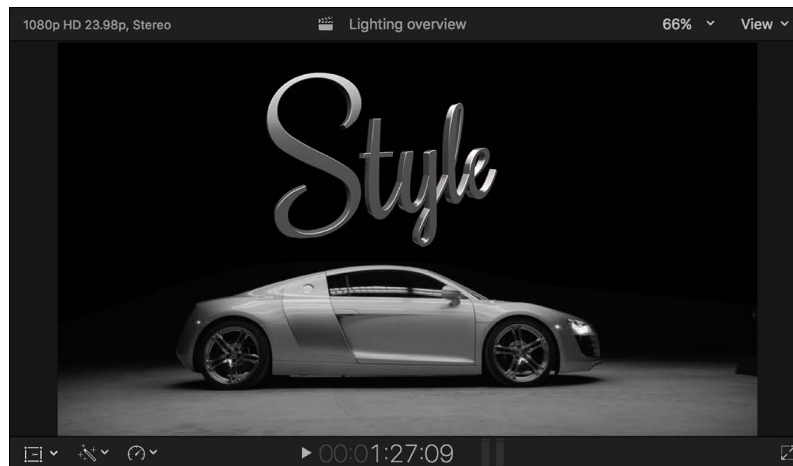 1080p HD 23.98p, Stereo
Lighting overview
66%
View
Style
00:01:27:09